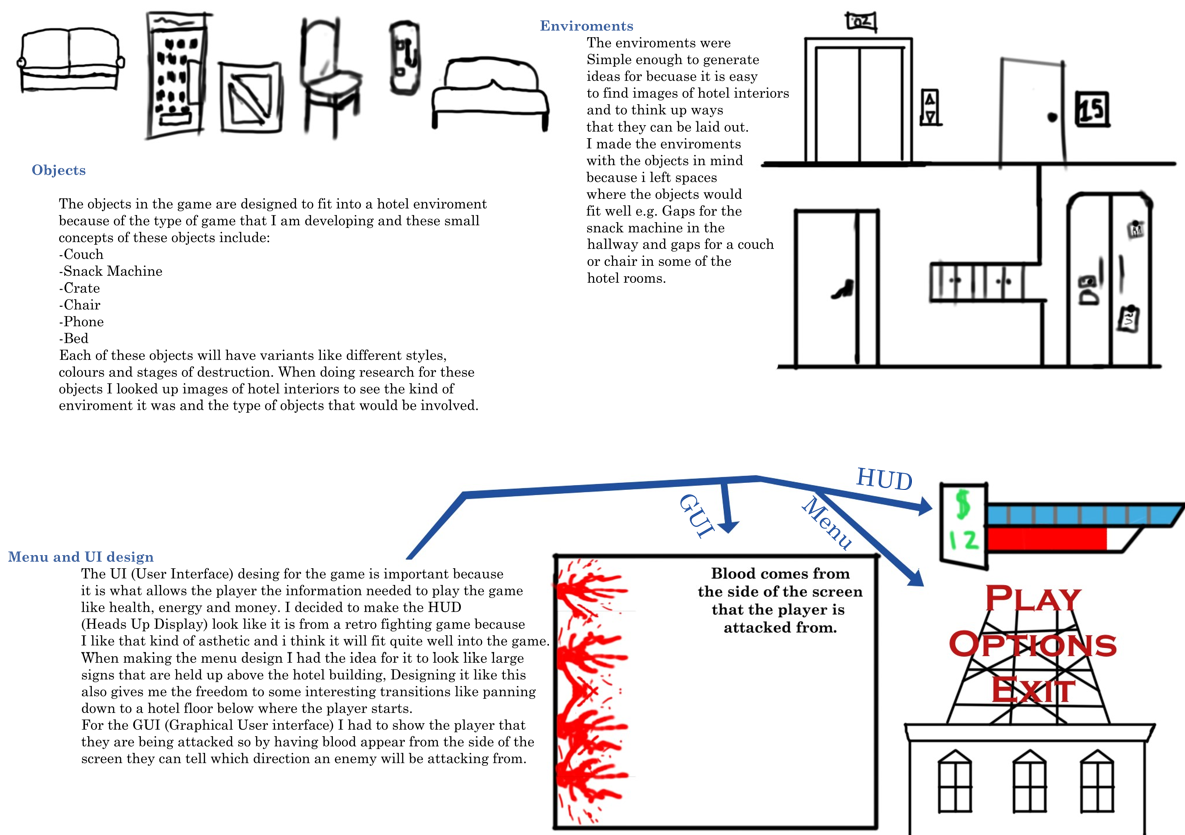 Objects
The objects in the game are designed to fit into a hotel enviroment
because of the type of game that I am developing and these small
concepts of these objects include:
-Couch
-Snack Machine
-Crate
-Chair
-Phone
-Bed
Each of these objects will have variants like different styles,
colours and stages of destruction. When doing research for these
objects I looked up images of hotel interiors to see the kind of
enviroment it was and the type of objects that would be involved.
Enviroments
The enviroments were
Simple enough to generate
ideas for becuase it is easy
to find images of hotel interiors
and to think up ways
that they can be laid out.
I made the enviroments
with the objects in mind
because i left spaces
where the objects would
fit well e.g. Gaps for the
snack machine in the
hallway and gaps for a couch
or chair in some of the
hotel rooms.
02
15
Menu and UI design
The UI (User Interface) desing for the game is important because
it is what allows the player the information needed to play the game
like health, energy and money. I decided to make the HUD
(Heads Up Display) look like it is from a retro fighting game because
I like that kind of asthetic and i think it will fit quite well into the game.
When making the menu design I had the idea for it to look like large
signs that are held up above the hotel building, Designing it like this
also gives me the freedom to some interesting transitions like panning
down to a hotel floor below where the player starts.
For the GUI (Graphical User interface) I had to show the player that
they are being attacked so by having blood appear from the side of the
screen they can tell which direction an enemy will be attacking from.
GUI
Menu
HUD
Blood comes from
the side of the screen
that the player is
attacked from.
$
12
Play
Options
Exit